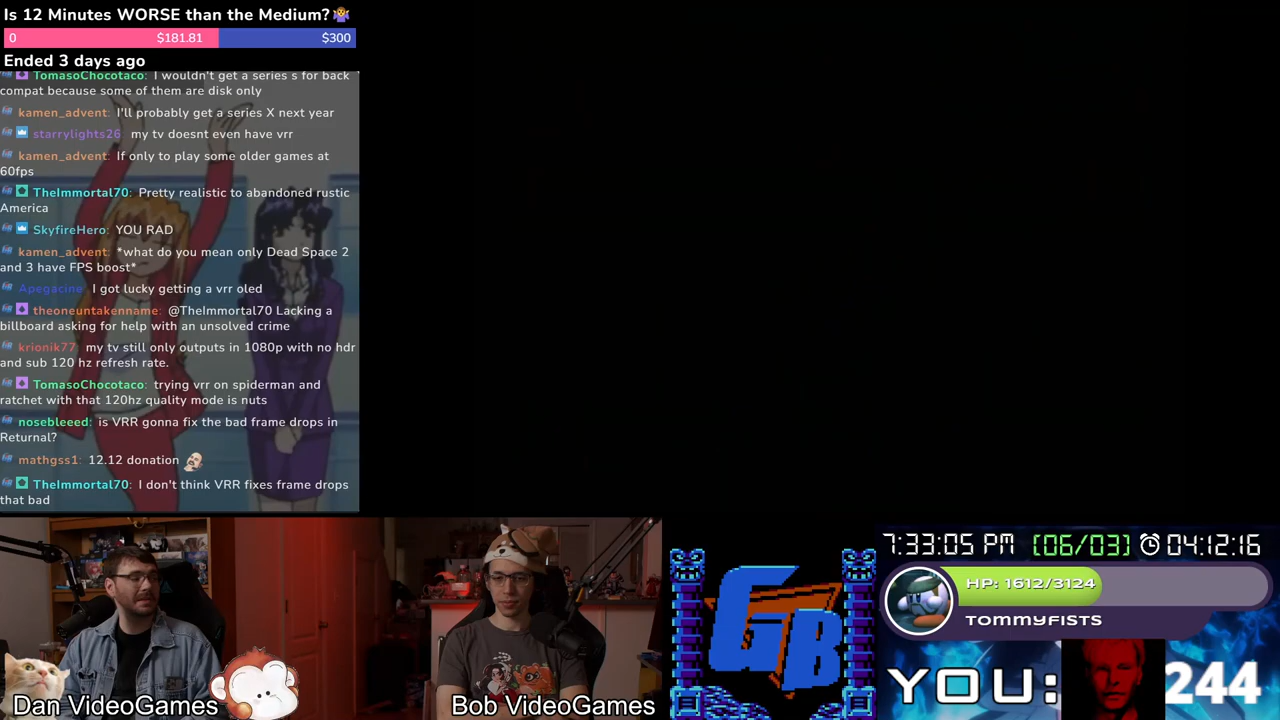 Is 12 Minutes WORSE than the Medium?🤷
0 $181.81 $300
Ended 3 days ago
TomasoChocotaco: I wouldn't get a series s for back
compat because some of them are disk only
kamen_advent: I'll probably get a series X next year
starrylights26 my tv doesnt even have vrr
kamen_advent: If only to play some older games at
60fps
TheImmortal70: Pretty realistic to abandoned rustic
America
SkyfireHero: YOU RAD
kamen_advent: *what do you mean only Dead Space 2
and 3 have FPS boost*
Apegacine I got lucky getting a vrr oled
theoneuntakenname: @TheImmortal70 Lacking a
billboard asking for help with an unsolved crime
krionik77 my tv still only outputs in 1080p with no hdr
and sub 120 hz refresh rate.
TomasoChocotaco: trying vrr on spiderman and
ratchet with that 120hz quality mode is nuts
nosebleeed: is VRR gonna fix the bad frame drops in
Returnal?
mathgss1: 12.12 donation
TheImmortal70: I don't think VRR fixes frame drops
that bad
Dan VideoGames
Bob VideoGames
GB
7:33:05 PM [06/03] 04:12:16
HP: 1612/3124
TOMMYFISTS
YOU: 244